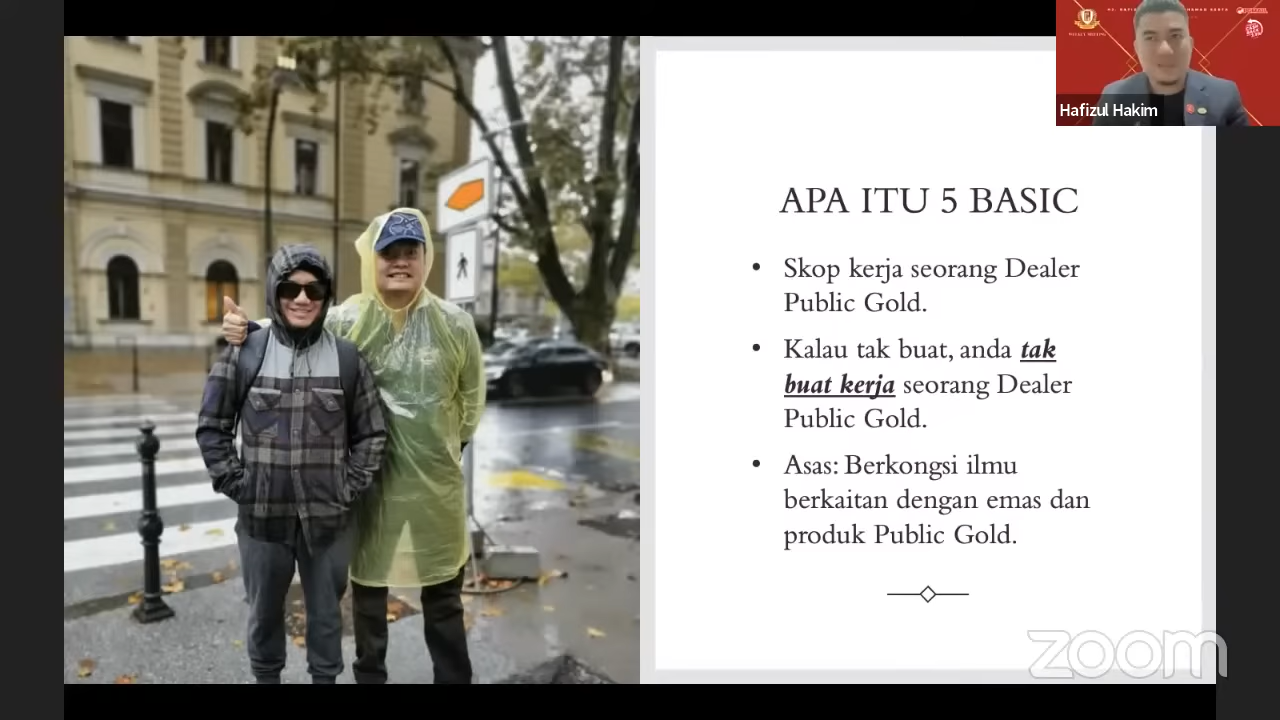 Hafizul Hakim
APA ITU 5 BASIC
• Skop kerja seorang Dealer
Public Gold.
• Kalau tak buat, anda tak
buat kerja seorang Dealer
Public Gold.
• Asas: Berkongsi ilmu
berkaitan dengan emas dan
produk Public Gold.
zoom